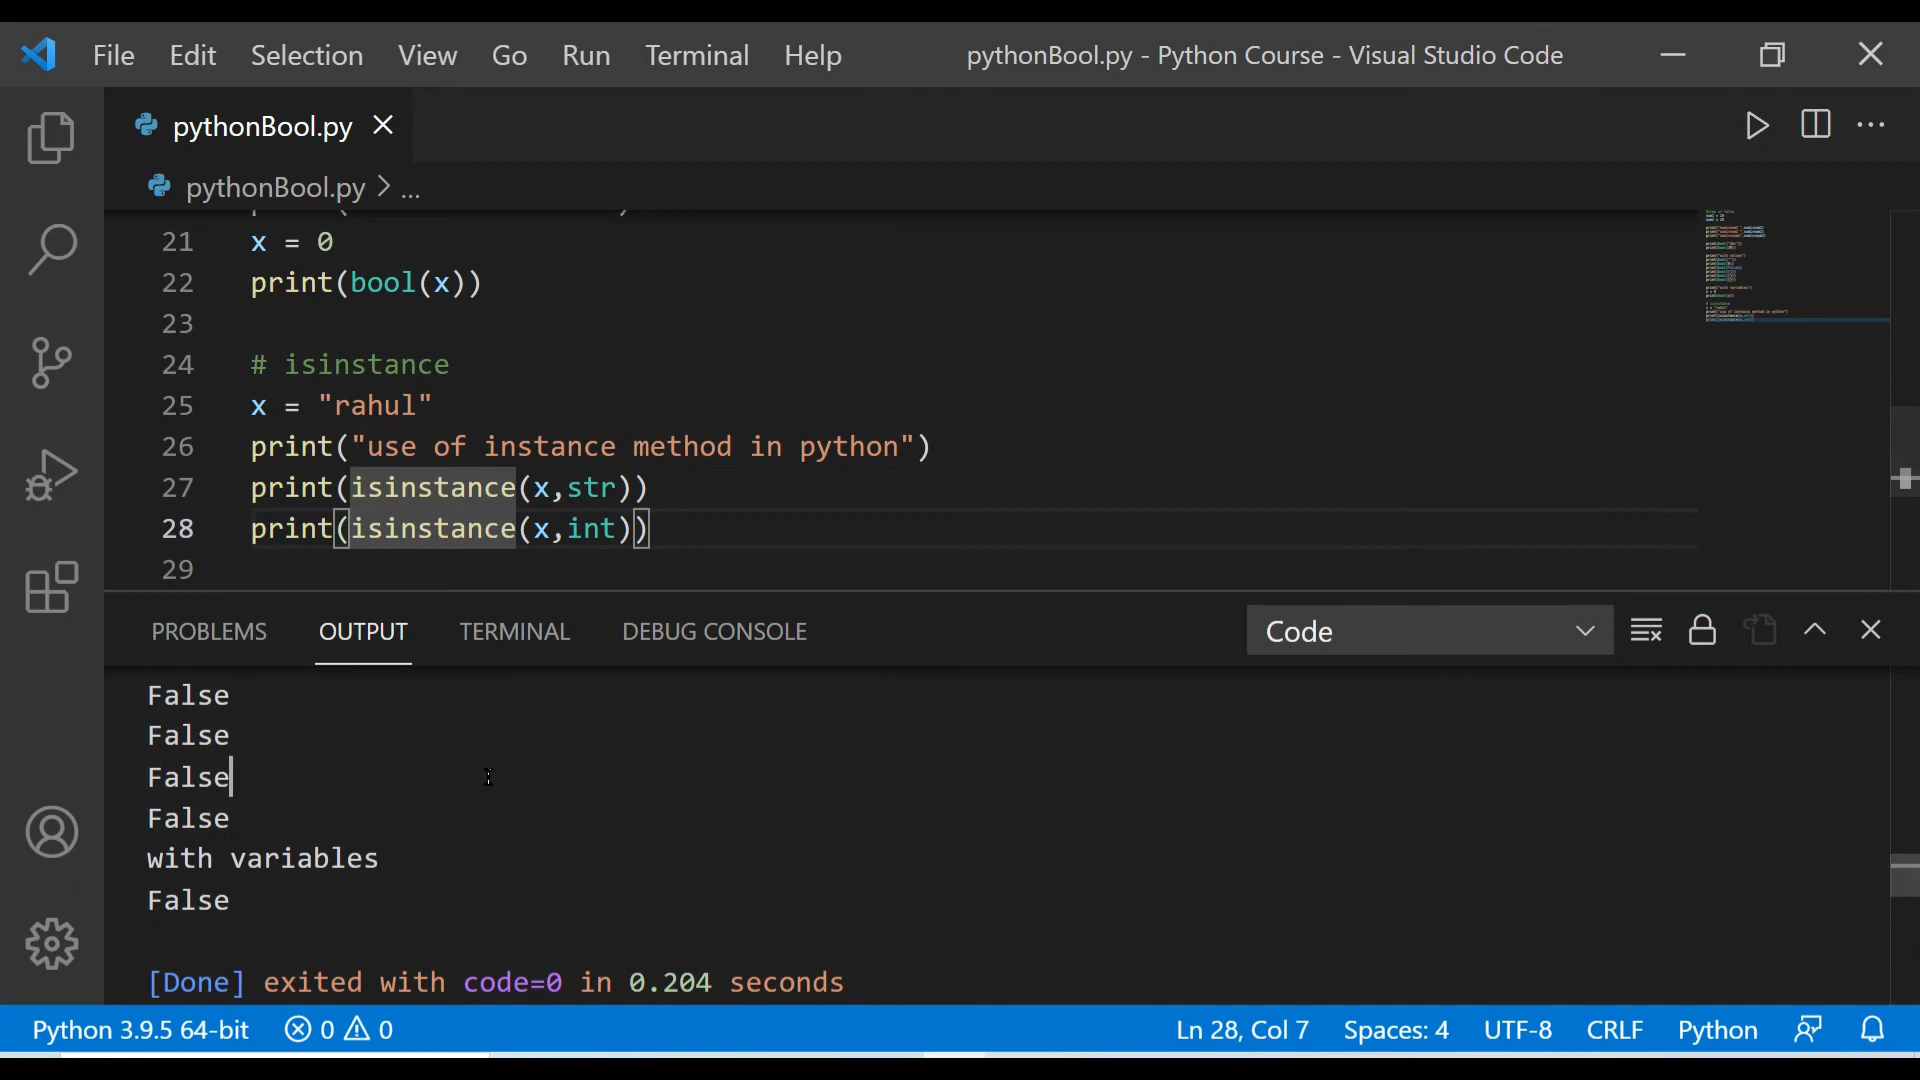 File Edit Selection View Go Run Terminal Help pythonBool.py - Python Course - Visual Studio Code
pythonBool.py
pythonBool.py > ...
21 x = 0
22 print(bool(x))
23
24 # isinstance
25 x = "rahul"
26 print("use of instance method in python")
27 print(isinstance(x,str))
28 print(isinstance(x,int))
29
PROBLEMS OUTPUT TERMINAL DEBUG CONSOLE Code
False
False
False
False
with variables
False
[Done] exited with code=0 in 0.204 seconds
Python 3.9.5 64-bit 0 0 Ln 28, Col 7 Spaces: 4 UTF-8 CRLF Python